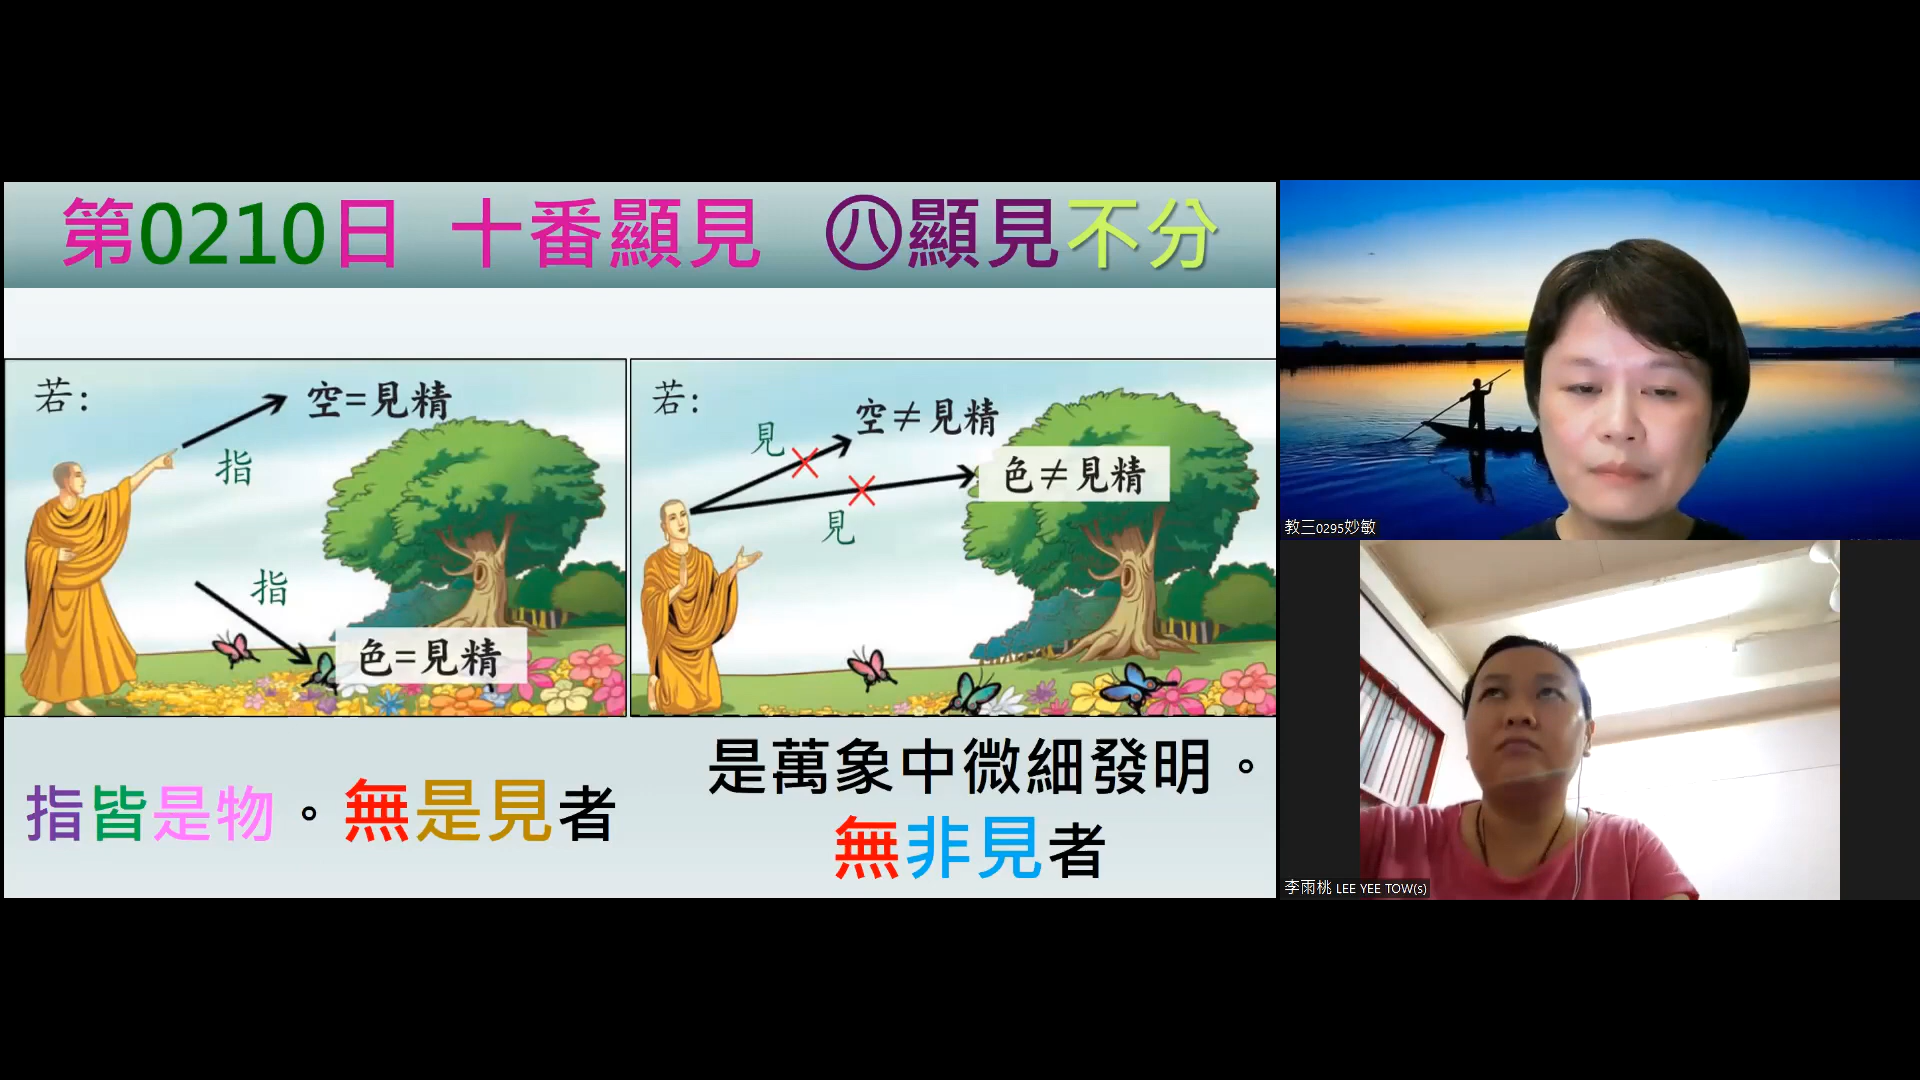 第0210日 十番顯見 ㊇顯見不分
若:
空=見精
指
指
色=見精
若:
見
空≠見精
色≠見精
見
指皆是物。無是見者
是萬象中微細發明。
無非見者
教三0295妙敏
李雨桃 LEE YEE TOW(s)